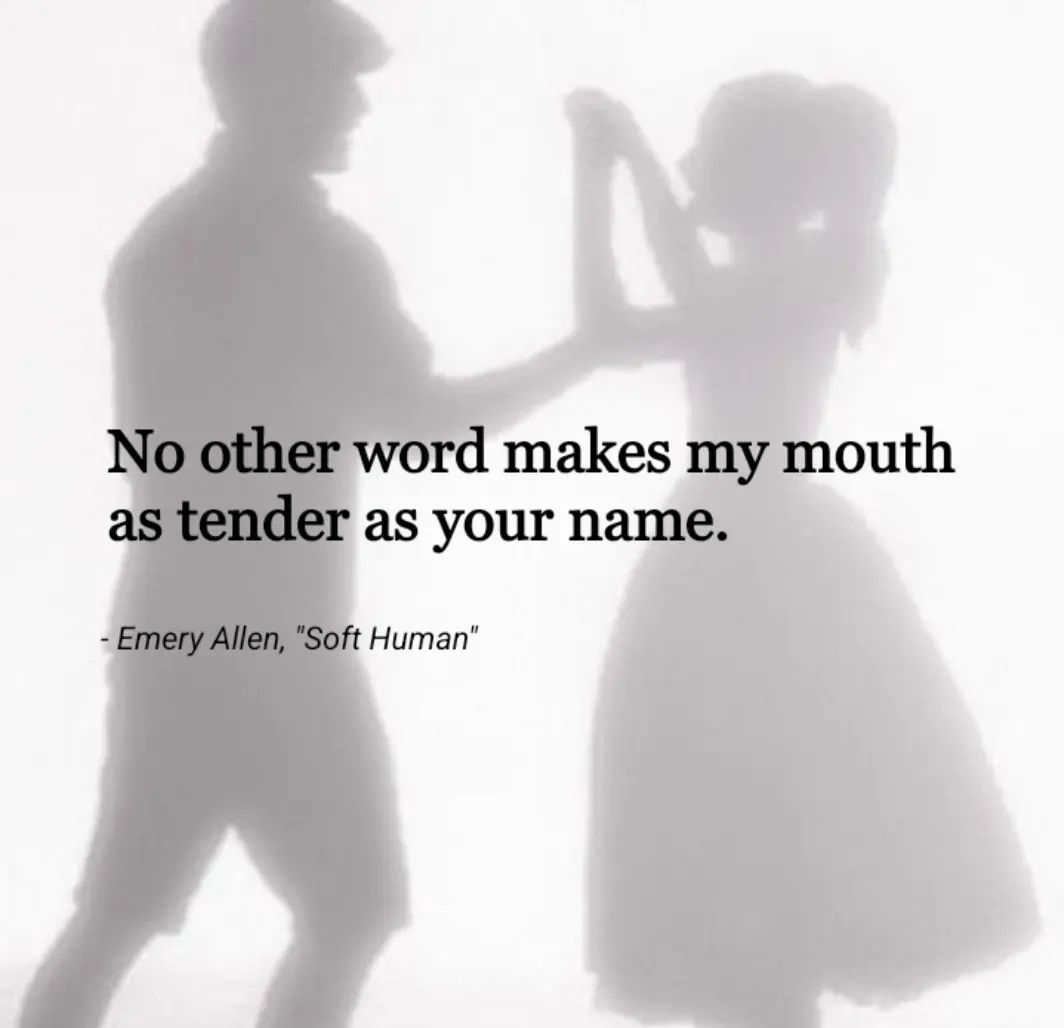 No other word makes my mouth
as tender as your name.
- Emery Allen, "Soft Human"